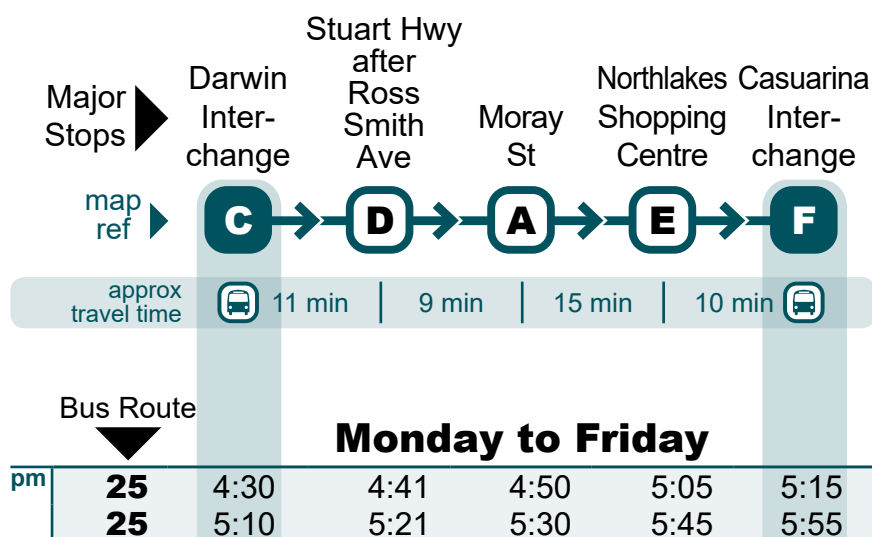 Major
Stops
Darwin
Inter-
change
Stuart Hwy
after
Ross
Smith
Ave
Moray
St
Northlakes
Shopping
Centre
Casuarina
Inter-
change
map
ref
C D A E F
approx
travel time
11 min 9 min 15 min 10 min
Bus Route
Monday to Friday
pm 25 4:30 4:41 4:50 5:05 5:15
25 5:10 5:21 5:30 5:45 5:55